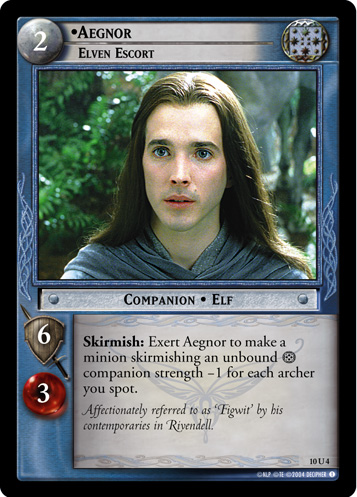 2
•Aegnor
Elven Escort
Companion • Elf
6
3
Skirmish: Exert Aegnor to make a
minion skirmishing an unbound
companion strength –1 for each archer
you spot.
Affectionately referred to as ‘Figwit’ by his
contemporaries in Rivendell.
10 U 4
©NLP ©TE ©2004 DECIPHER